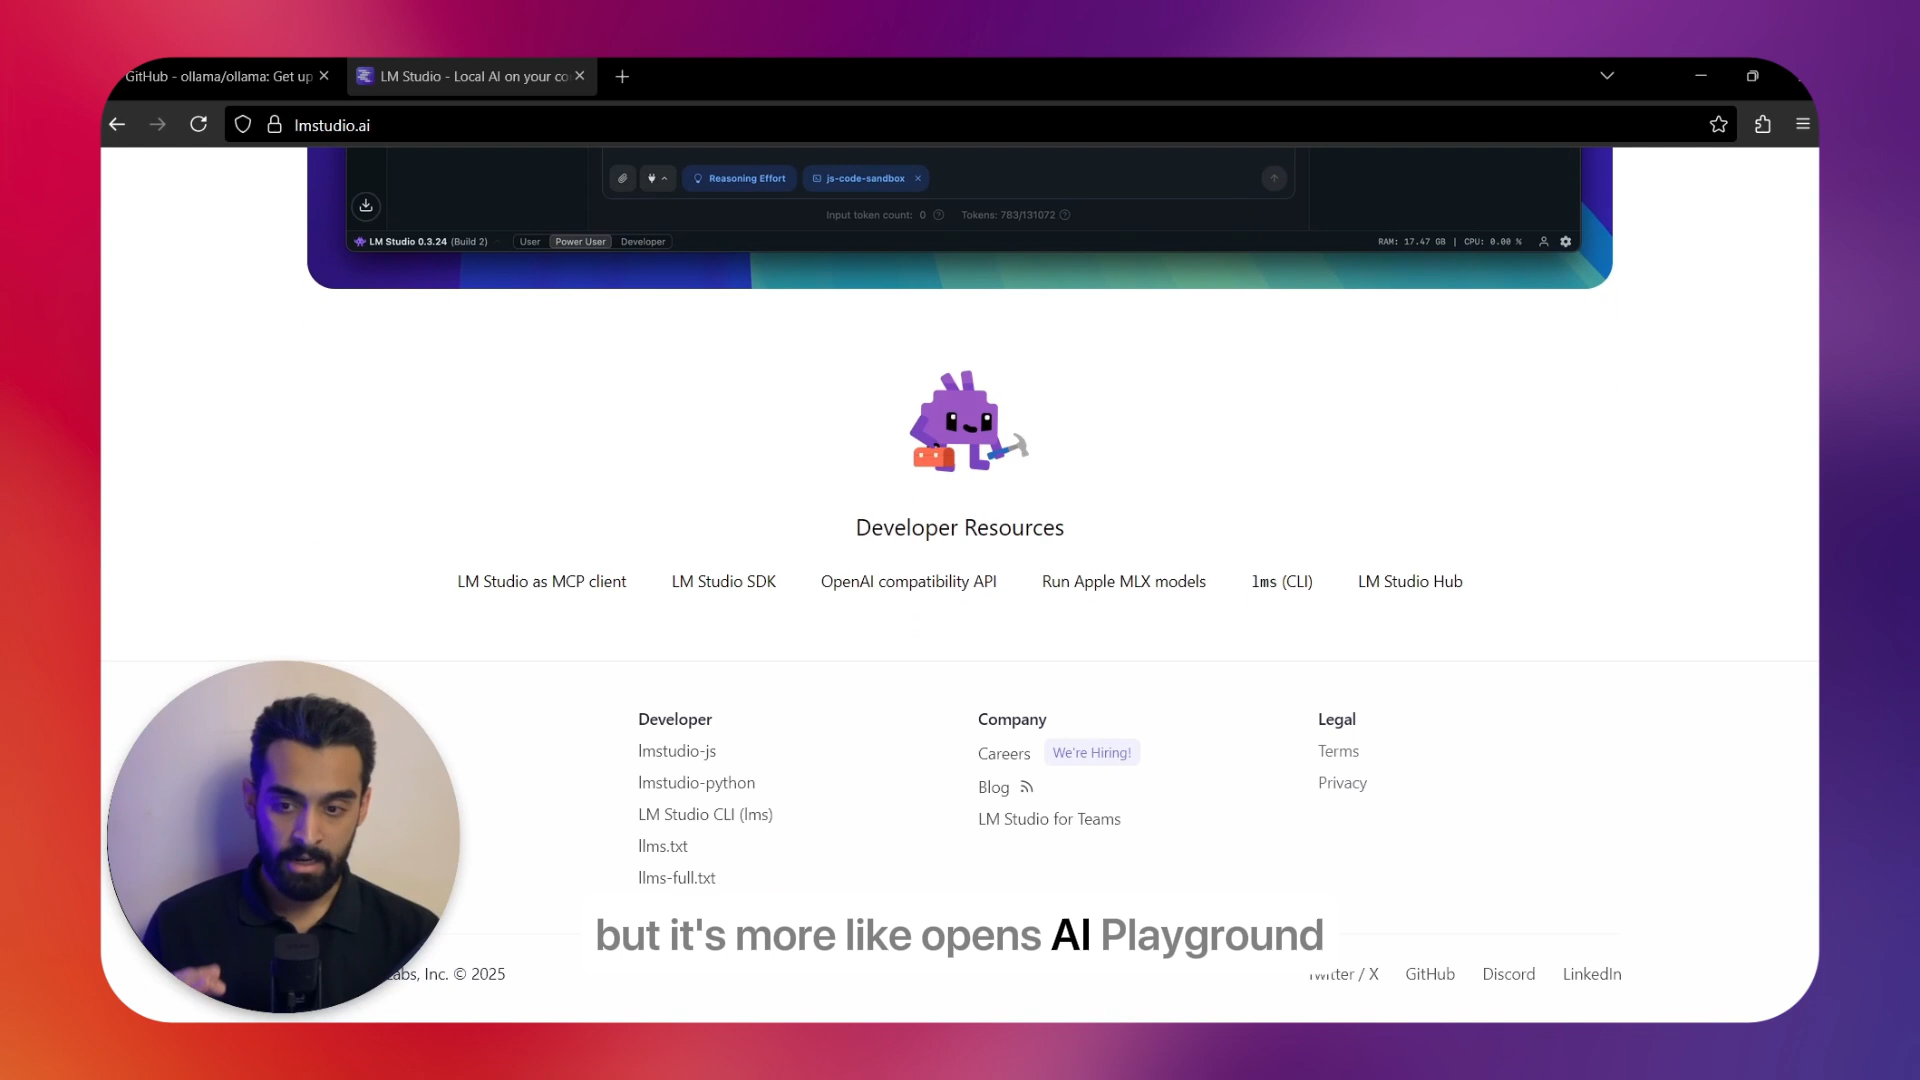 GitHub - ollama/ollama: Get up
LM Studio - Local AI on your co
lmstudio.ai
Reasoning Effort
js-code-sandbox
Input token count: 0
Tokens: 783/131072
LM Studio 0.3.24 (Build 2)
User
Power User
Developer
RAM: 17.47 GB | CPU: 0.00 %
Developer Resources
LM Studio as MCP client
LM Studio SDK
OpenAI compatibility API
Run Apple MLX models
lms (CLI)
LM Studio Hub
Developer
lmstudio-js
lmstudio-python
LM Studio CLI (lms)
llms.txt
llms-full.txt
Company
Careers
We're Hiring!
Blog
LM Studio for Teams
Legal
Terms
Privacy
but it's more like opens AI Playground
abs, Inc. © 2025
Twitter / X
GitHub
Discord
LinkedIn